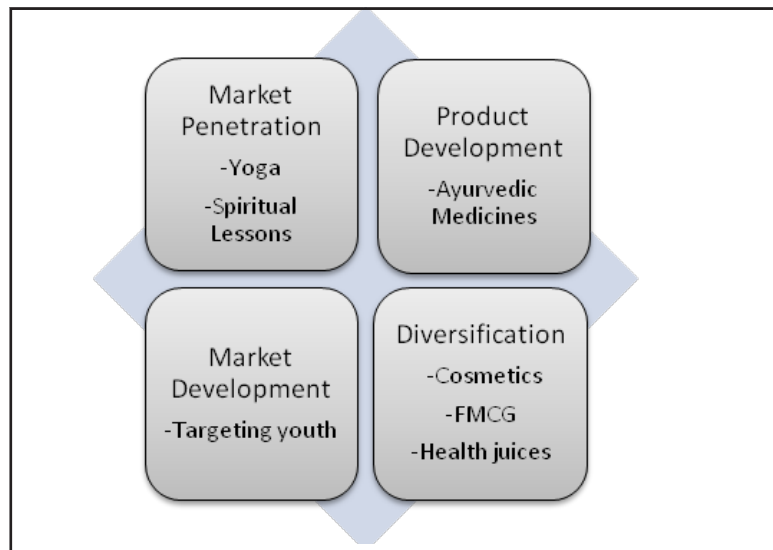 Market
Penetration
-Yoga
-Spiritual
Lessons
Product
Development
-Ayurvedic
Medicines
Market
Development
-Targeting youth
Diversification
-Cosmetics
-FMCG
-Health juices